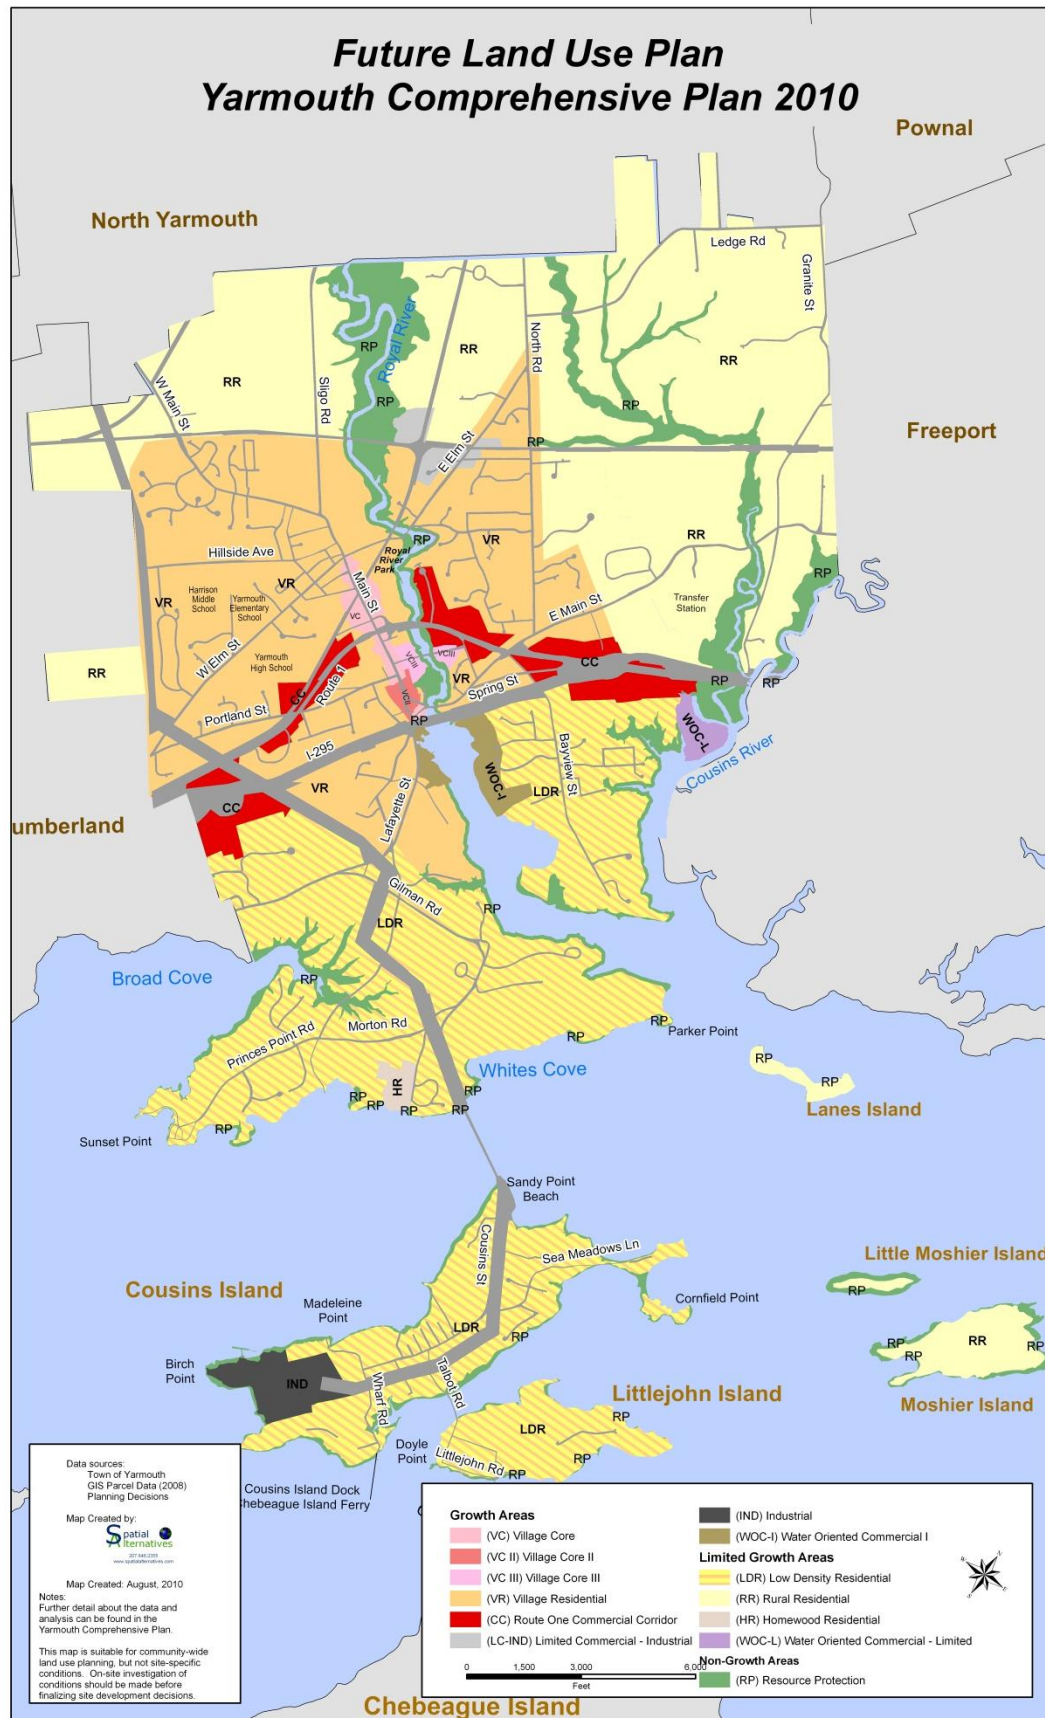 Future Land Use Plan
Yarmouth Comprehensive Plan 2010
Pownal
North Yarmouth
Ledge Rd
Granite St
Royal River
RP
RR
North Rd
RR
RR
W Main St
Sligo Rd
RP
RP
Freeport
E Elm St
RP
RP
VR
RR
Hillside Ave
Royal
River
Park
Main St
VR
RP
VR
Harrison
Middle
School
Yarmouth
Elementary
School
VC
E Main St
Transfer
Station
W Elm St
Yarmouth
High School
VCIII
VCIII
CC
RR
CC
Route 1
VR
Spring St
RP
RP
Portland St
VCII
RP
I-295
WOC-L
Bayview St
Cousins River
WOC-I
LDR
VR
CC
Lafayette St
umberland
Gilman Rd
RP
LDR
Broad Cove
RP
Morton Rd
Princes Point Rd
RP
RP
Parker Point
RP
Whites Cove
HR
RP
RP
RP
RP
RP
RP
Lanes Island
Sunset Point
RP
Sandy Point
Beach
Cousins St
Sea Meadows Ln
Little Moshier Island
Cousins Island
RP
Madeleine
Point
Cornfield Point
LDR
RP
RP
RR
RP
RP
Birch
Point
IND
Talbot Rd
Wharf Rd
Littlejohn Island
Moshier Island
RP
LDR
Doyle
Point
Littlejohn Rd
RP
RP
Cousins Island Dock
Chebeague Island Ferry
Data sources:
Town of Yarmouth
GIS Parcel Data (2008)
Planning Decisions
Map Created by:
Spatial
Alternatives
207.846.2355
www.spatialalternatives.com
Map Created: August, 2010
Notes:
Further detail about the data and
analysis can be found in the
Yarmouth Comprehensive Plan.
This map is suitable for community-wide
land use planning, but not site-specific
conditions. On-site investigation of
conditions should be made before
finalizing site development decisions.
Growth Areas
(VC) Village Core
(VC II) Village Core II
(VC III) Village Core III
(VR) Village Residential
(CC) Route One Commercial Corridor
(LC-IND) Limited Commercial - Industrial
0 1,500 3,000 6,000
Feet
(IND) Industrial
(WOC-I) Water Oriented Commercial I
Limited Growth Areas
(LDR) Low Density Residential
(RR) Rural Residential
(HR) Homewood Residential
(WOC-L) Water Oriented Commercial - Limited
Non-Growth Areas
(RP) Resource Protection
Chebeague Island